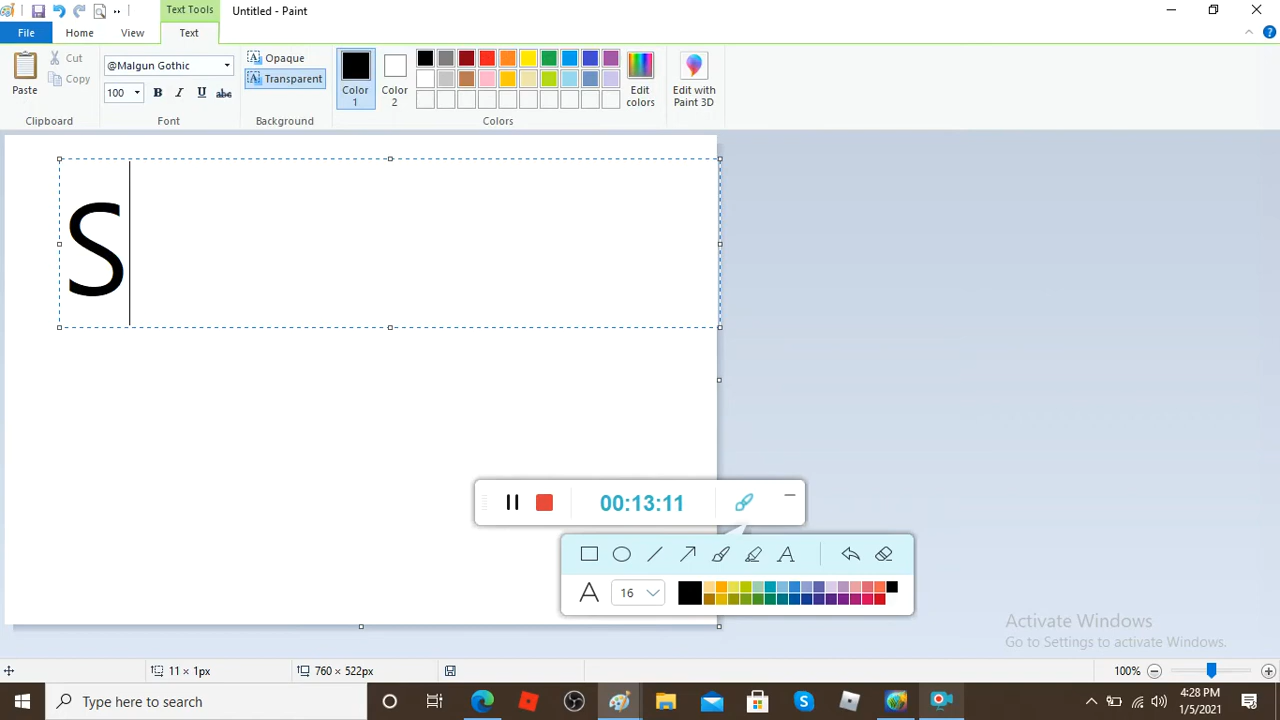 Text Tools
Untitled - Paint
File
Home
View
Text
Paste
Cut
Copy
Clipboard
@Malgun Gothic
100
B
I
U
abc
Font
Opaque
Transparent
Background
Color
1
Color
2
Edit
colors
Colors
Edit with
Paint 3D
S
00:13:11
A
A
16
Activate Windows
Go to Settings to activate Windows.
11 × 1px
760 × 522px
100%
Type here to search
4:28 PM
1/5/2021